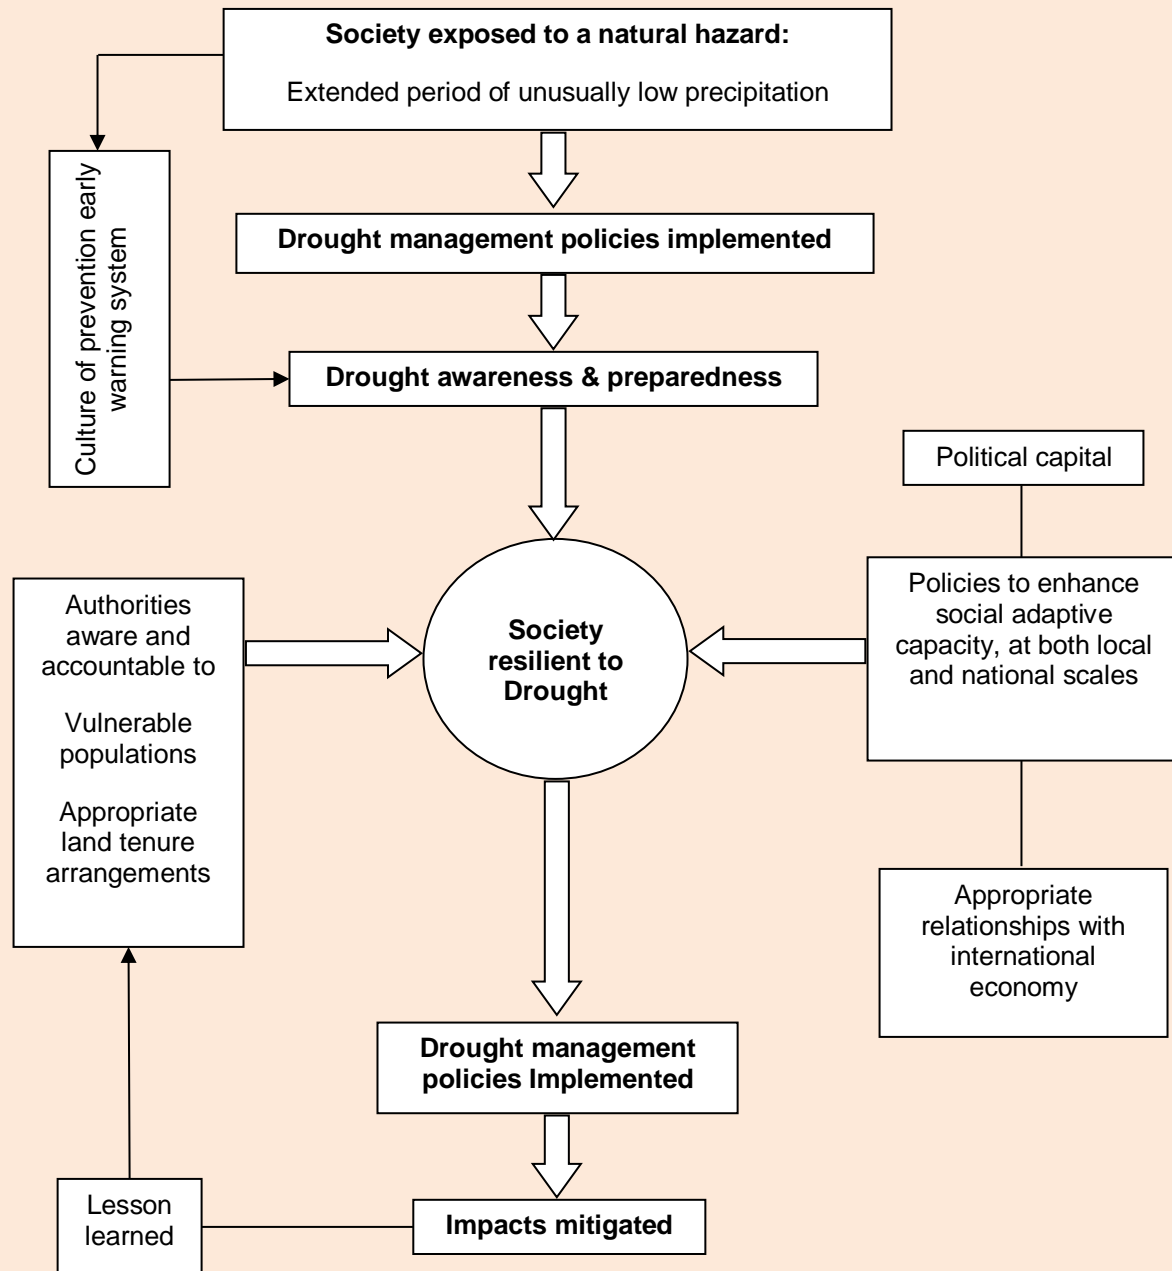 Society exposed to a natural hazard:
Extended period of unusually low precipitation
Culture of prevention early
warning system
Drought management policies implemented
Drought awareness & preparedness
Political capital
Authorities
aware and
accountable to
Vulnerable
populations
Appropriate
land tenure
arrangements
Society
resilient to
Drought
Policies to enhance
social adaptive
capacity, at both local
and national scales
Appropriate
relationships with
international
economy
Drought management
policies Implemented
Lesson
learned
Impacts mitigated